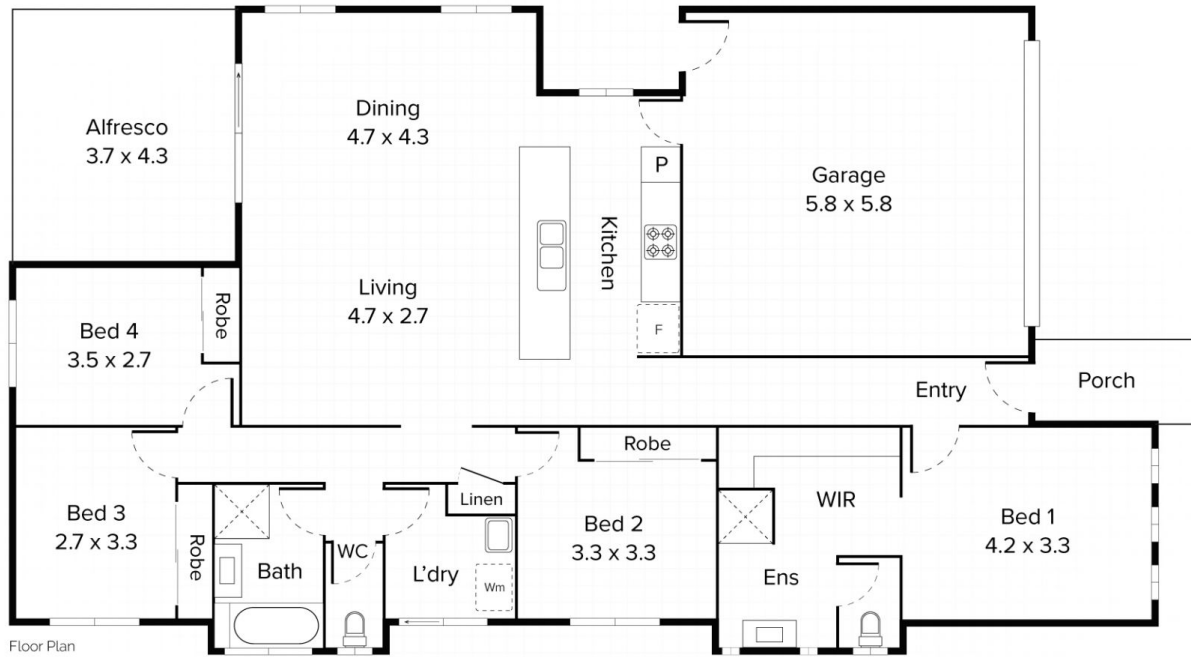 Dining
4.7 x 4.3
Alfresco
3.7 x 4.3
P
Garage
5.8 x 5.8
Kitchen
Living
4.7 x 2.7
Robe
Bed 4
3.5 x 2.7
F
Entry
Porch
Robe
Linen
WIR
Bed 3
2.7 x 3.3
Robe
Bed 2
3.3 x 3.3
Bed 1
4.2 x 3.3
WC
Bath
L'dry
Wm
Ens
Floor Plan